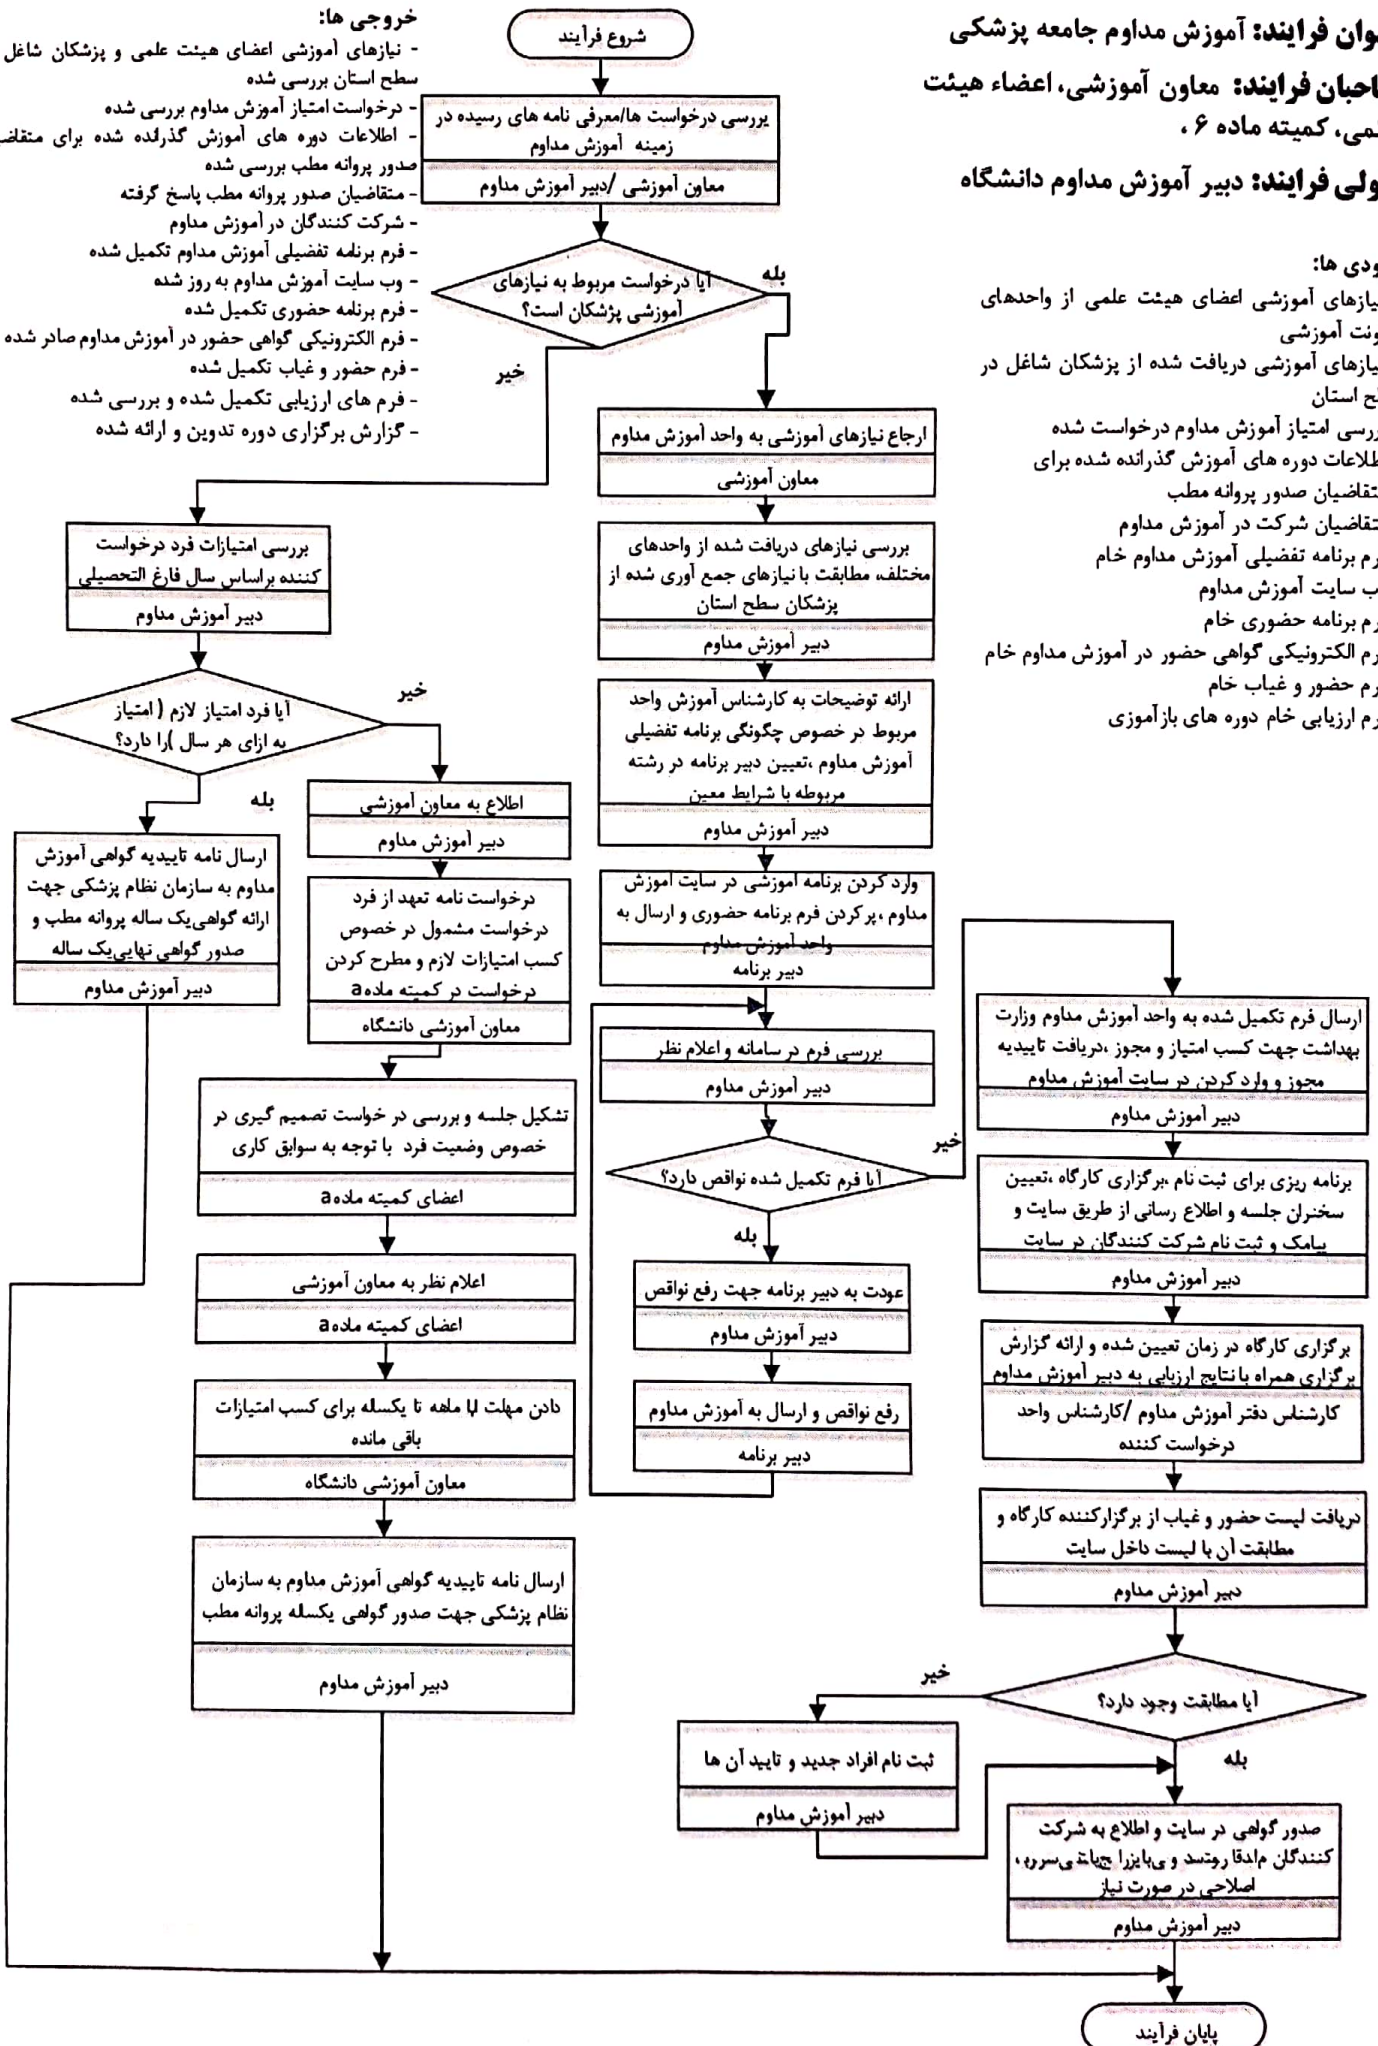 وان فرایند: آموزش مداوم جامعه پزشکی
احبان فرایند: معاون آموزشی، اعضاء هیئت
می، کمیته ماده ۶ .
ولی فرایند: دبیر آموزش مداوم دانشگاه
ودی ها:
یازهای آموزشی اعضای هیئت علمی از واحدهای
ونت آموزشی
یازهای آموزشی دریافت شده از پزشکان شاغل در
ح استان
ررسی امتیاز آموزش مداوم درخواست شده
طلاعات دوره های آموزش گذرانده شده برای
تقاضیان صدور پروانه مطب
تقاضیان شرکت در آموزش مداوم
رم برنامه تفضیلی آموزش مداوم خام
ب سایت آموزش مداوم
رم برنامه حضوری خام
رم الکترونیکی گواهی حضور در آموزش مداوم خام
رم حضور و غیاب خام
رم ارزیابی خام دوره های بازآموزی
خروجی ها:
- نیازهای آموزشی اعضای هیئت علمی و پزشکان شاغل
سطح استان بررسی شده
- درخواست امتیاز آموزش مداوم بررسی شده
- اطلاعات دوره های آموزش گذرانده شده برای متقاض
صدور پروانه مطب بررسی شده
- متقاضیان صدور پروانه مطب پاسخ گرفته
- شرکت کنندگان در آموزش مداوم
- فرم برنامه تفضیلی آموزش مداوم تکمیل شده
- وب سایت آموزش مداوم به روز شده
- فرم برنامه حضوری تکمیل شده
- فرم الکترونیکی گواهی حضور در آموزش مداوم صادر شده
- فرم حضور و غیاب تکمیل شده
- فرم های ارزیابی تکمیل شده و بررسی شده
- گزارش برگزاری دوره تدوین و ارائه شده
شروع فرآیند
بررسی درخواست ها/معرفی نامه های رسیده در
زمینه آموزش مداوم
معاون آموزشی /دبیر آموزش مداوم
آیا درخواست مربوط به نیازهای
آموزشی پزشکان است؟
بله
خیر
ارجاع نیازهای آموزشی به واحد آموزش مداوم
معاون آموزشی
بررسی نیازهای دریافت شده از واحدهای
مختلف، مطابقت با نیازهای جمع آوری شده از
پزشکان سطح استان
دبیر آموزش مداوم
ارائه توضیحات به کارشناس آموزش واحد
مربوط در خصوص چگونگی برنامه تفضیلی
آموزش مداوم ،تعیین دبیر برنامه در رشته
مربوطه با شرایط معین
دبیر آموزش مداوم
وارد کردن برنامه آموزشی در سایت آموزش
مداوم ،پرکردن فرم برنامه حضوری و ارسال به
واحد آموزش مداوم
دبیر برنامه
بررسی فرم در سامانه و اعلام نظر
دبیر آموزش مداوم
آیا فرم تکمیل شده نواقص دارد؟
خیر
بله
عودت به دبیر برنامه جهت رفع نواقص
دبیر آموزش مداوم
رفع نواقص و ارسال به آموزش مداوم
دبیر برنامه
بررسی امتیازات فرد درخواست
کننده براساس سال فارغ التحصیلی
دبیر آموزش مداوم
آیا فرد امتیاز لازم ( امتیاز
به ازای هر سال )را دارد؟
خیر
بله
ارسال نامه تاییدیه گواهی آموزش
مداوم به سازمان نظام پزشکی جهت
ارائه گواهی یک ساله پروانه مطب و
صدور گواهی نهایی یک ساله
دبیر آموزش مداوم
اطلاع به معاون آموزشی
دبیر آموزش مداوم
درخواست نامه تعهد از فرد
درخواست مشمول در خصوص
کسب امتیازات لازم و مطرح کردن
درخواست در کمیته ماده a
معاون آموزشی دانشگاه
تشکیل جلسه و بررسی در خواست تصمیم گیری در
خصوص وضعیت فرد با توجه به سوابق کاری
اعضای کمیته ماده a
اعلام نظر به معاون آموزشی
اعضای کمیته ماده a
دادن مهلت ماهه تا یکساله برای کسب امتیازات
باقی مانده
معاون آموزشی دانشگاه
ارسال نامه تاییدیه گواهی آموزش مداوم به سازمان
نظام پزشکی جهت صدور گواهی یکساله پروانه مطب
دبیر آموزش مداوم
ارسال فرم تکمیل شده به واحد آموزش مداوم وزارت
بهداشت جهت کسب امتیاز و مجوز ،دریافت تاییدیه
مجوز و وارد کردن در سایت آموزش مداوم
دبیر آموزش مداوم
برنامه ریزی برای ثبت نام ،برگزاری کارگاه ،تعیین
سخنران جلسه و اطلاع رسانی از طریق سایت و
پیامک و ثبت نام شرکت کنندگان در سایت
دبیر آموزش مداوم
برگزاری کارگاه در زمان تعیین شده و ارائه گزارش
برگزاری همراه با نتایج ارزیابی به دبیر آموزش مداوم
کارشناس دفتر آموزش مداوم /کارشناس واحد
درخواست کننده
دریافت لیست حضور و غیاب از برگزارکننده کارگاه و
مطابقت آن با لیست داخل سایت
دبیر آموزش مداوم
آیا مطابقت وجود دارد؟
خیر
بله
ثبت نام افراد جدید و تایید آن ها
دبیر آموزش مداوم
صدور گواهی در سایت و اطلاع به شرکت
کنندگان
اصلاحی در صورت نیاز
دبیر آموزش مداوم
پایان فرآیند